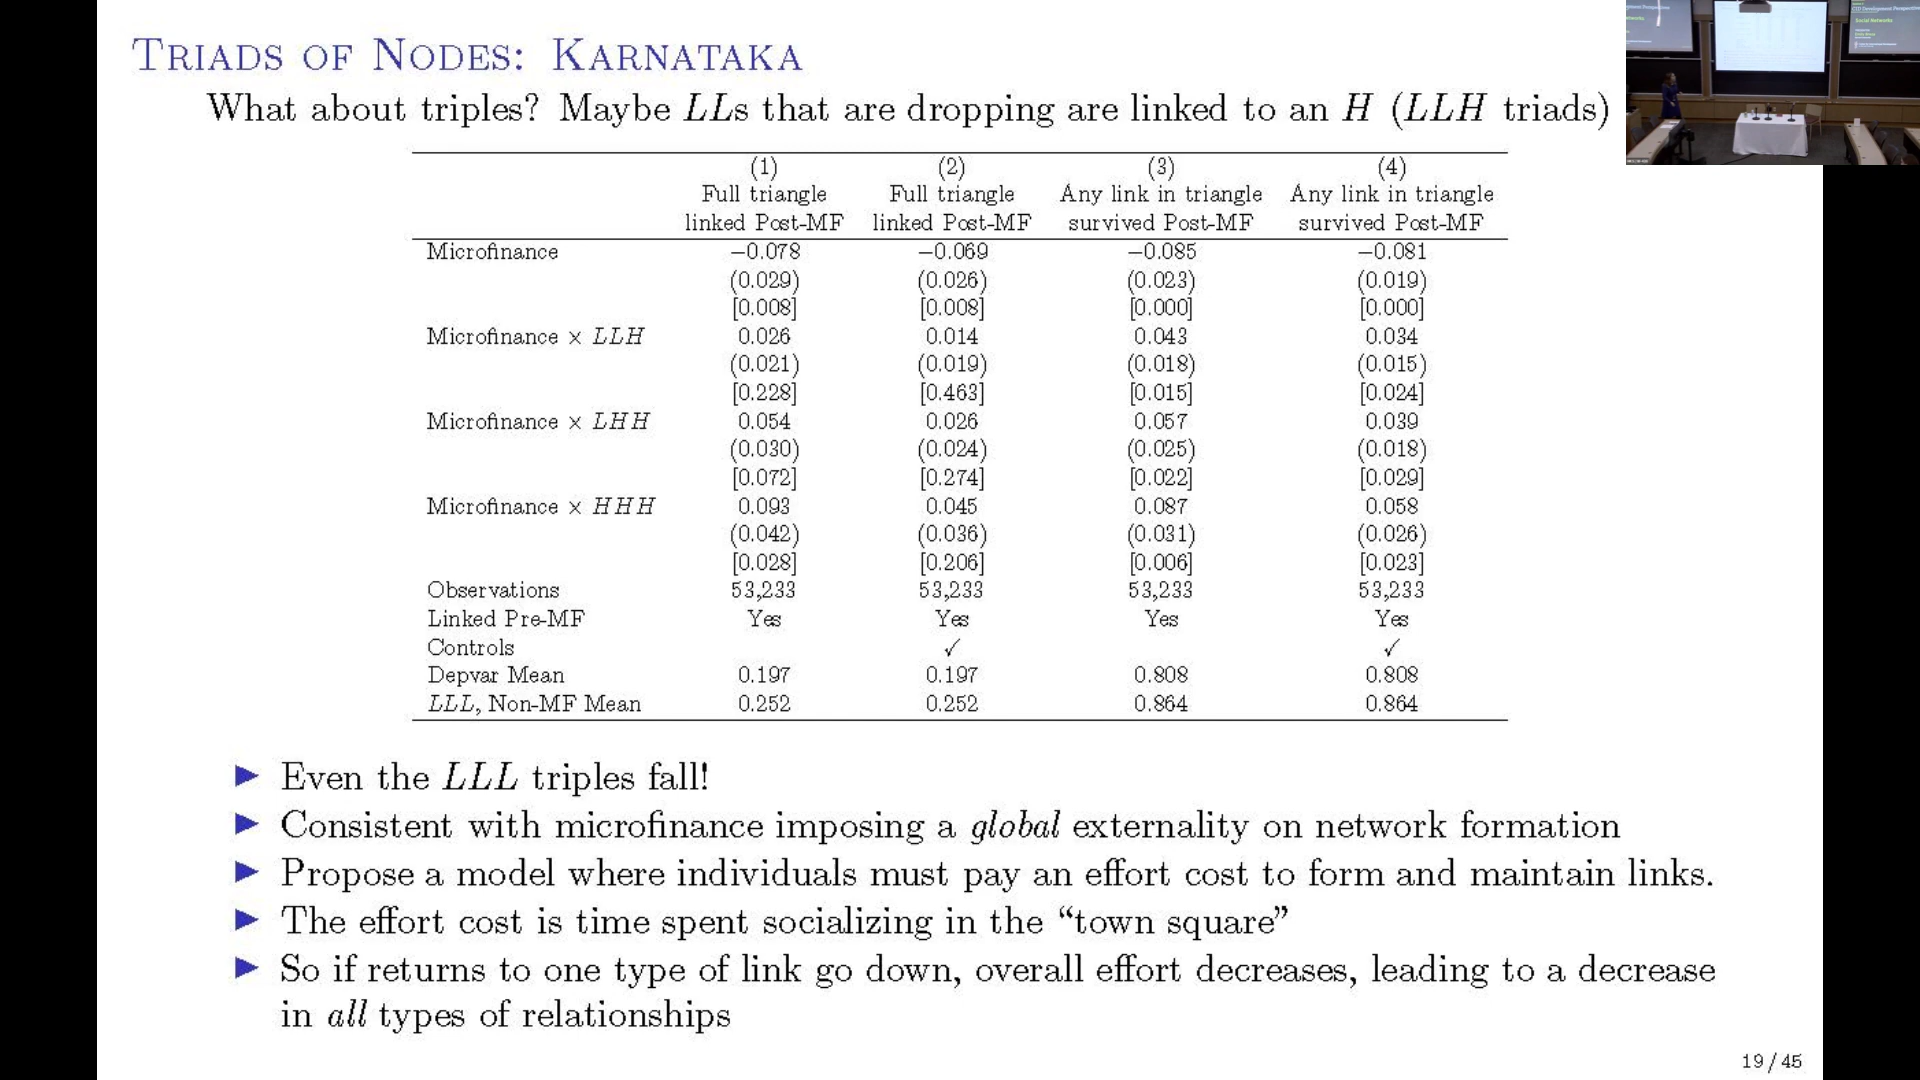 TRIADS OF NODES: KARNATAKA
What about triples? Maybe LLs that are dropping are linked to an H (LLH triads)
(1) (2) (3) (4)
Full triangle Full triangle Any link in triangle Any link in triangle
linked Post-MF linked Post-MF survived Post-MF survived Post-MF
Microfinance −0.078 −0.069 −0.085 −0.081
(0.029) (0.026) (0.023) (0.019)
[0.008] [0.008] [0.000] [0.000]
Microfinance × LLH 0.026 0.014 0.043 0.034
(0.021) (0.019) (0.018) (0.015)
[0.228] [0.463] [0.015] [0.024]
Microfinance × LHH 0.054 0.026 0.057 0.039
(0.030) (0.024) (0.025) (0.018)
[0.072] [0.274] [0.022] [0.029]
Microfinance × HHH 0.093 0.045 0.087 0.058
(0.042) (0.036) (0.031) (0.026)
[0.028] [0.206] [0.006] [0.023]
Observations 53,233 53,233 53,233 53,233
Linked Pre-MF Yes Yes Yes Yes
Controls ✓ ✓
Depvar Mean 0.197 0.197 0.808 0.808
LLL, Non-MF Mean 0.252 0.252 0.864 0.864
▶ Even the LLL triples fall!
▶ Consistent with microfinance imposing a global externality on network formation
▶ Propose a model where individuals must pay an effort cost to form and maintain links.
▶ The effort cost is time spent socializing in the “town square”
▶ So if returns to one type of link go down, overall effort decreases, leading to a decrease
in all types of relationships
19 / 45
CID Development Perspectives
Social Networks